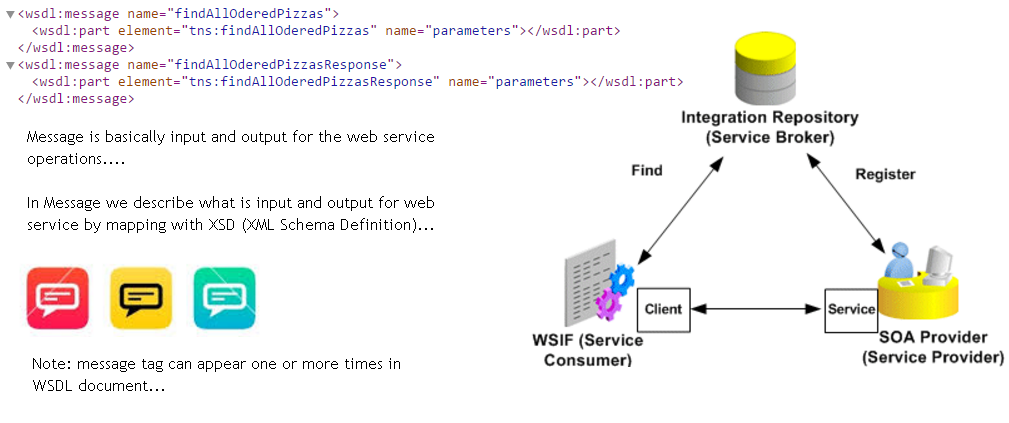 <wsdl:message name="findAllOderedPizzas">
<wsdl:part element="tns:findAllOderedPizzas" name="parameters"></wsdl:part>
</wsdl:message>
<wsdl:message name="findAllOderedPizzasResponse">
<wsdl:part element="tns:findAllOderedPizzasResponse" name="parameters"></wsdl:part>
</wsdl:message>
Message is basically input and output for the web service
operations....
In Message we describe what is input and output for web
service by mapping with XSD (XML Schema Definition)...
Note: message tag can appear one or more times in
WSDL document...
Integration Repository
(Service Broker)
Find
Register
Client
Service
WSIF (Service
Consumer)
SOA Provider
(Service Provider)